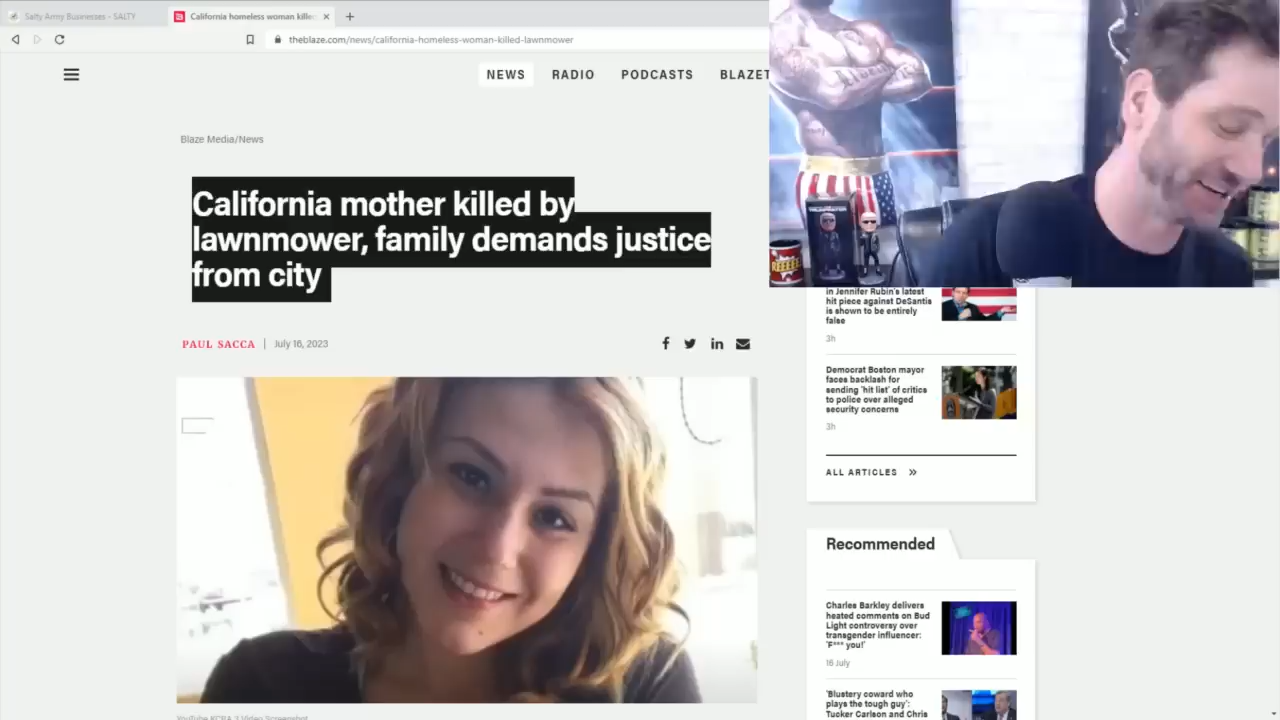 Salty Army Businesses - SALTY
California homeless woman kille
theblaze.com/news/california-homeless-woman-killed-lawnmower
NEWS RADIO PODCASTS BLAZET
Blaze Media/News
California mother killed by
lawnmower, family demands justice
from city
PAUL SACCA | July 16, 2023
in Jennifer Rubin's latest
hit piece against DeSantis
is shown to be entirely
false
3h
Democrat Boston mayor
faces backlash for
sending 'hit list' of critics
to police over alleged
security concerns
3h
ALL ARTICLES
Recommended
Charles Barkley delivers
heated comments on Bud
Light controversy over
transgender influencer:
'F*** you!'
16 July
'Blustery coward who
plays the tough guy':
Tucker Carlson and Chris
YouTube KCRA 3 Video Screenshot